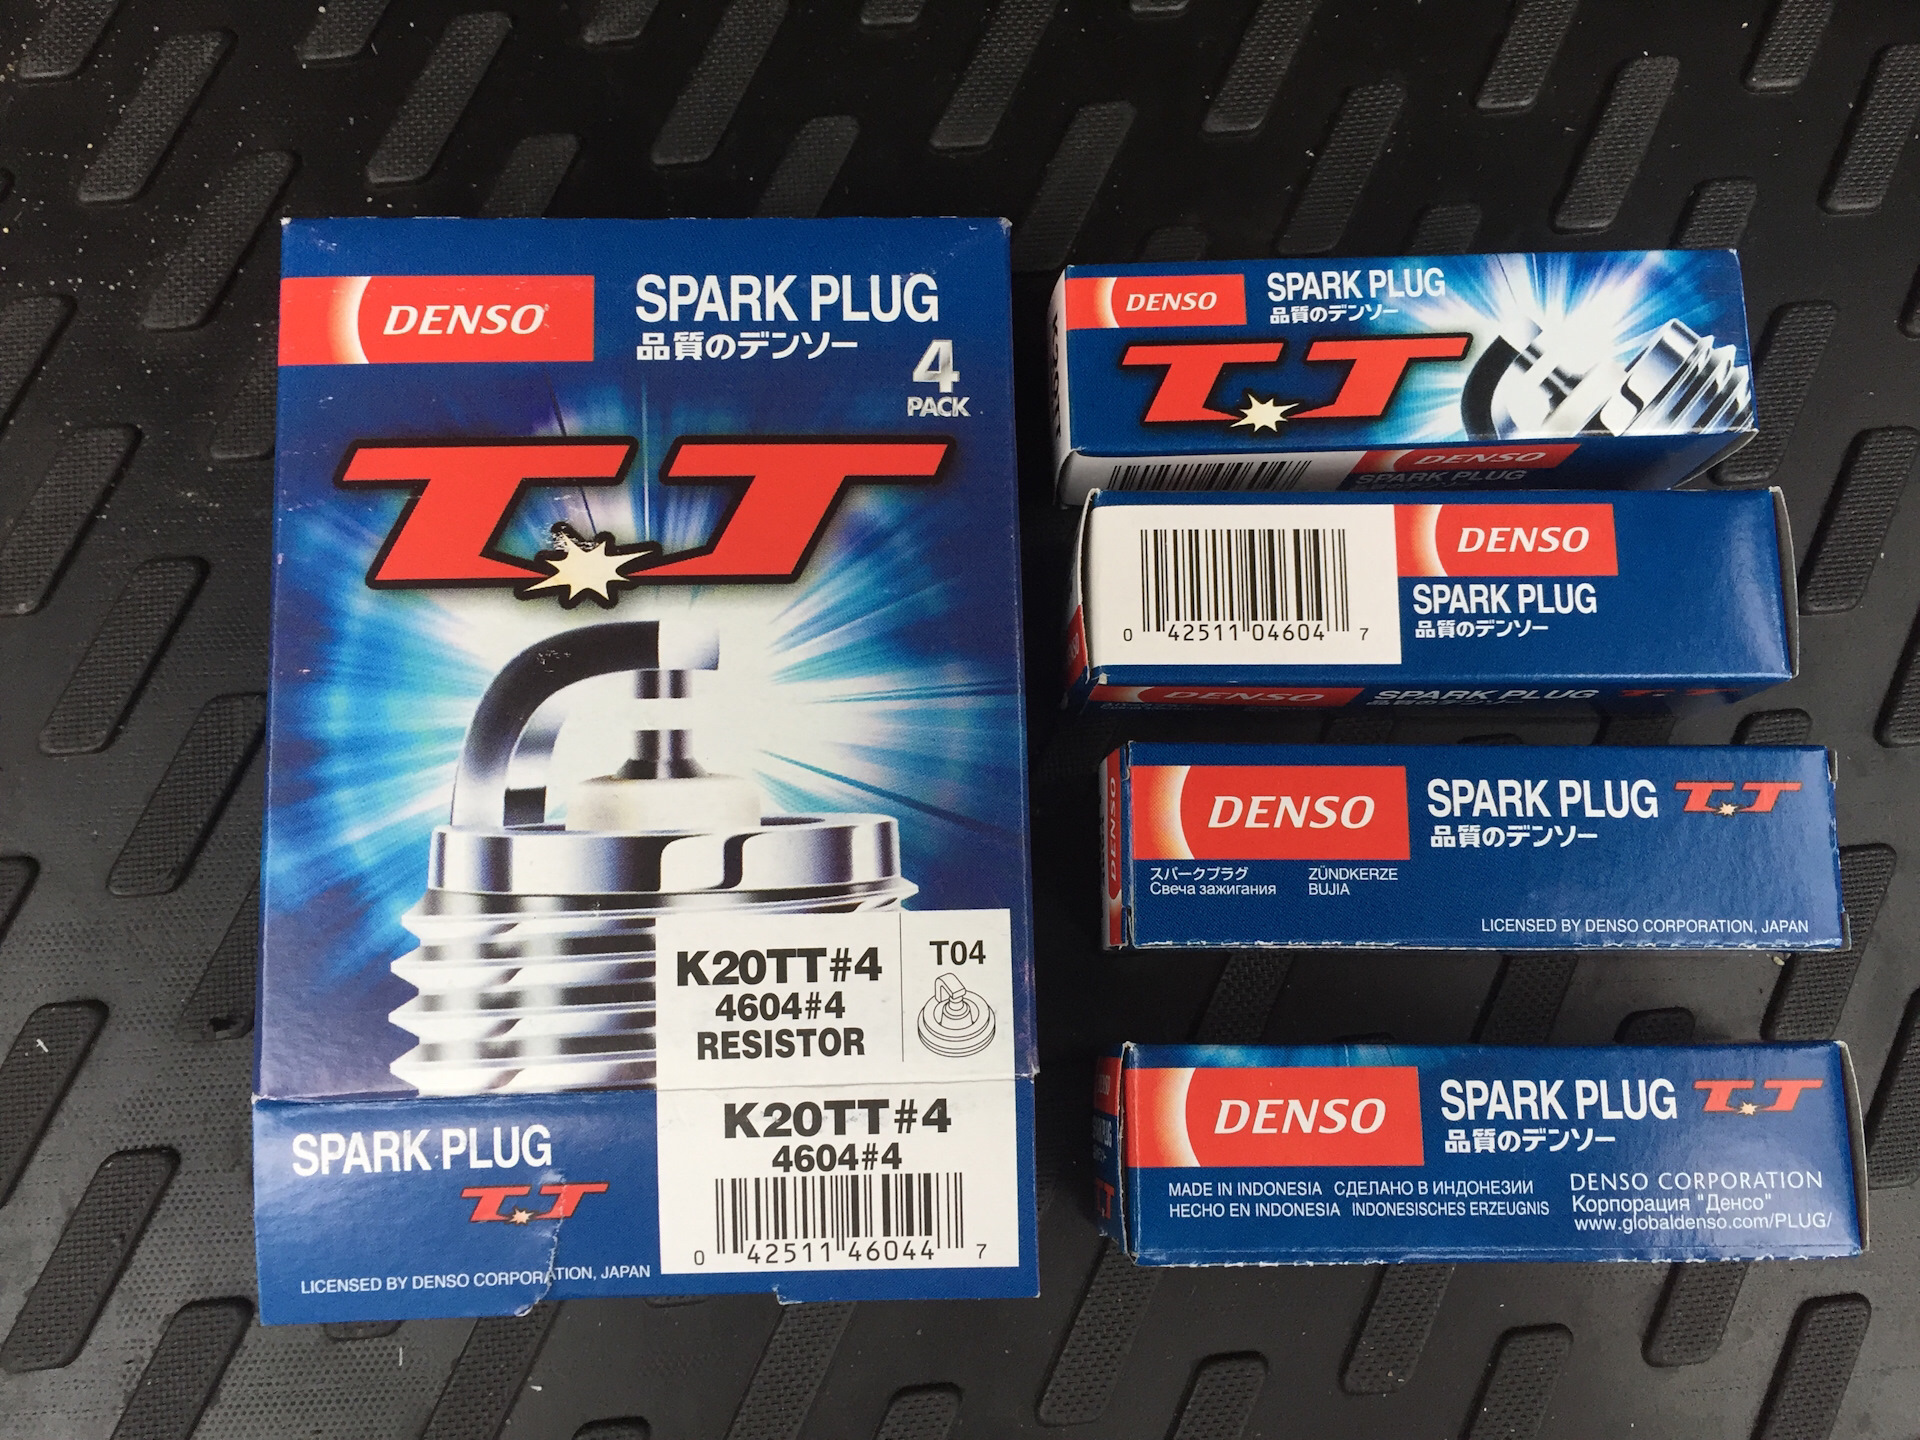 DENSO
SPARK PLUG
品質のデンソー
4
PACK
TT
K20TT#4
4604#4
RESISTOR
T04
SPARK PLUG
TT
LICENSED BY DENSO CORPORATION, JAPAN
K20TT#4
4604#4
0 42511 46044 7
DENSO
SPARK PLUG
品質のデンソー
TT
DENSO
SPARK PLUG
DENSO
SPARK PLUG
品質のデンソー
0 42511 04604 7
DENSO
SPARK PLUG
DENSO
DENSO
SPARK PLUG TT
品質のデンソー
スパークプラグ ZÜNDKERZE
Свеча зажигания BUJIA
LICENSED BY DENSO CORPORATION, JAPAN
DENSO
SPARK PLUG TT
品質のデンソー
MADE IN INDONESIA СДЕЛАНО В ИНДОНЕЗИИ
HECHO EN INDONESIA INDONESISCHES ERZEUGNIS
DENSO CORPORATION
Корпорация "Денсо"
www.globaldenso.com/PLUG/